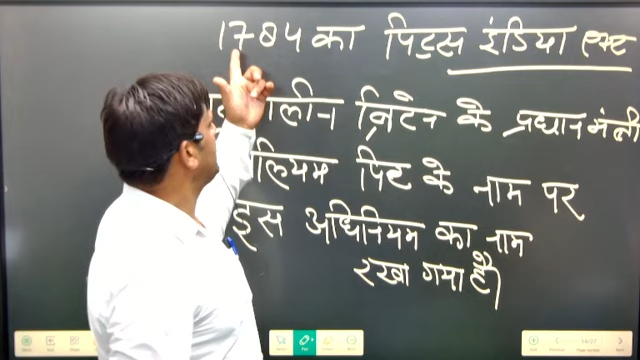 1784 का पिट्स इंडिया एक्ट
कालीन ब्रिटेन के प्रधानमंत्री
लियम पिट के नाम पर
इस अधिनियम का नाम
रखा गया है।